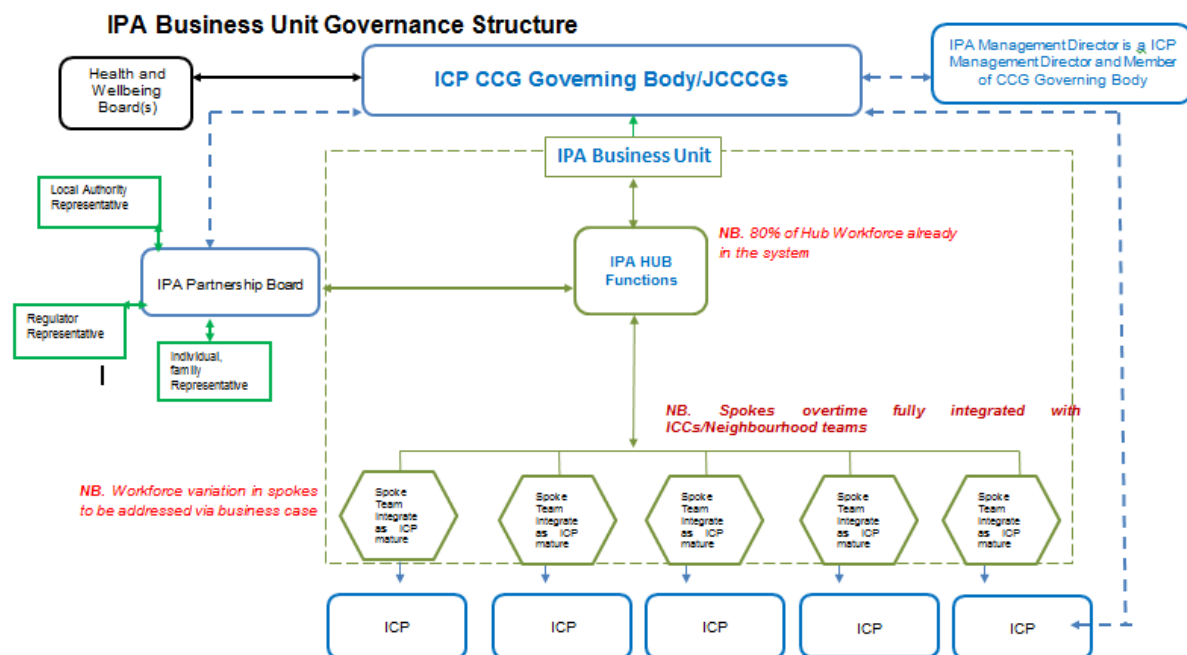 IPA Business Unit Governance Structure
Health and
Wellbeing
Board(s)
ICP CCG Governing Body/JCCCGs
IPA Management Director is a ICP
Management Director and Member
of CCG Governing Body
IPA Business Unit
Local Authority
Representative
NB. 80% of Hub Workforce already
in the system
IPA HUB
Functions
IPA Partnership Board
Regulator
Representative
Individual,
family
Representative
NB. Spokes overtime fully integrated with
ICCs/Neighbourhood teams
NB. Workforce variation in spokes
to be addressed via business case
Spoke
Team
Integrate
as ICP
mature
Spoke
Team
Integrate
as ICP
mature
Spoke
Team
Integrate
as ICP
mature
Spoke
Team
Integrate
as ICP
mature
Spoke
Team
Integrate
as ICP
mature
ICP
ICP
ICP
ICP
ICP